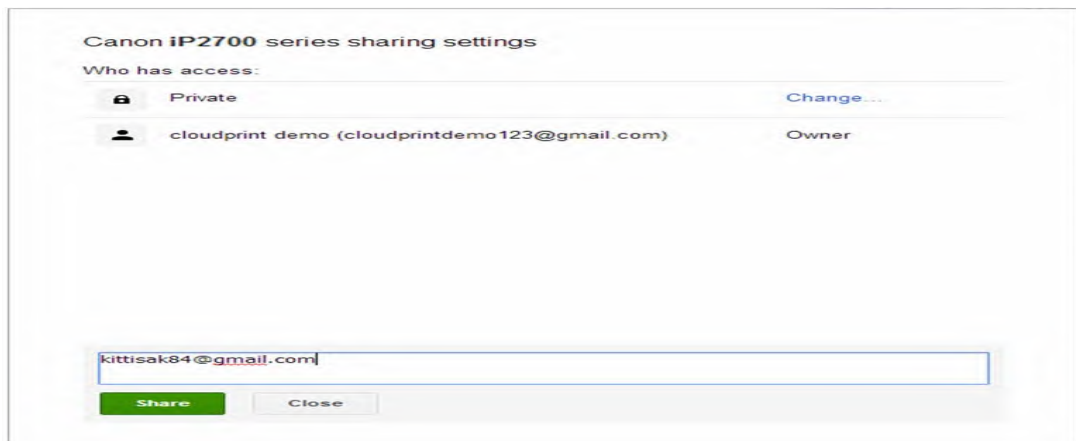 Canon iP2700 series sharing settings
Who has access:
Private Change...
cloudprint demo (cloudprintdemo123@gmail.com) Owner
kittisak84@gmail.com
Share Close